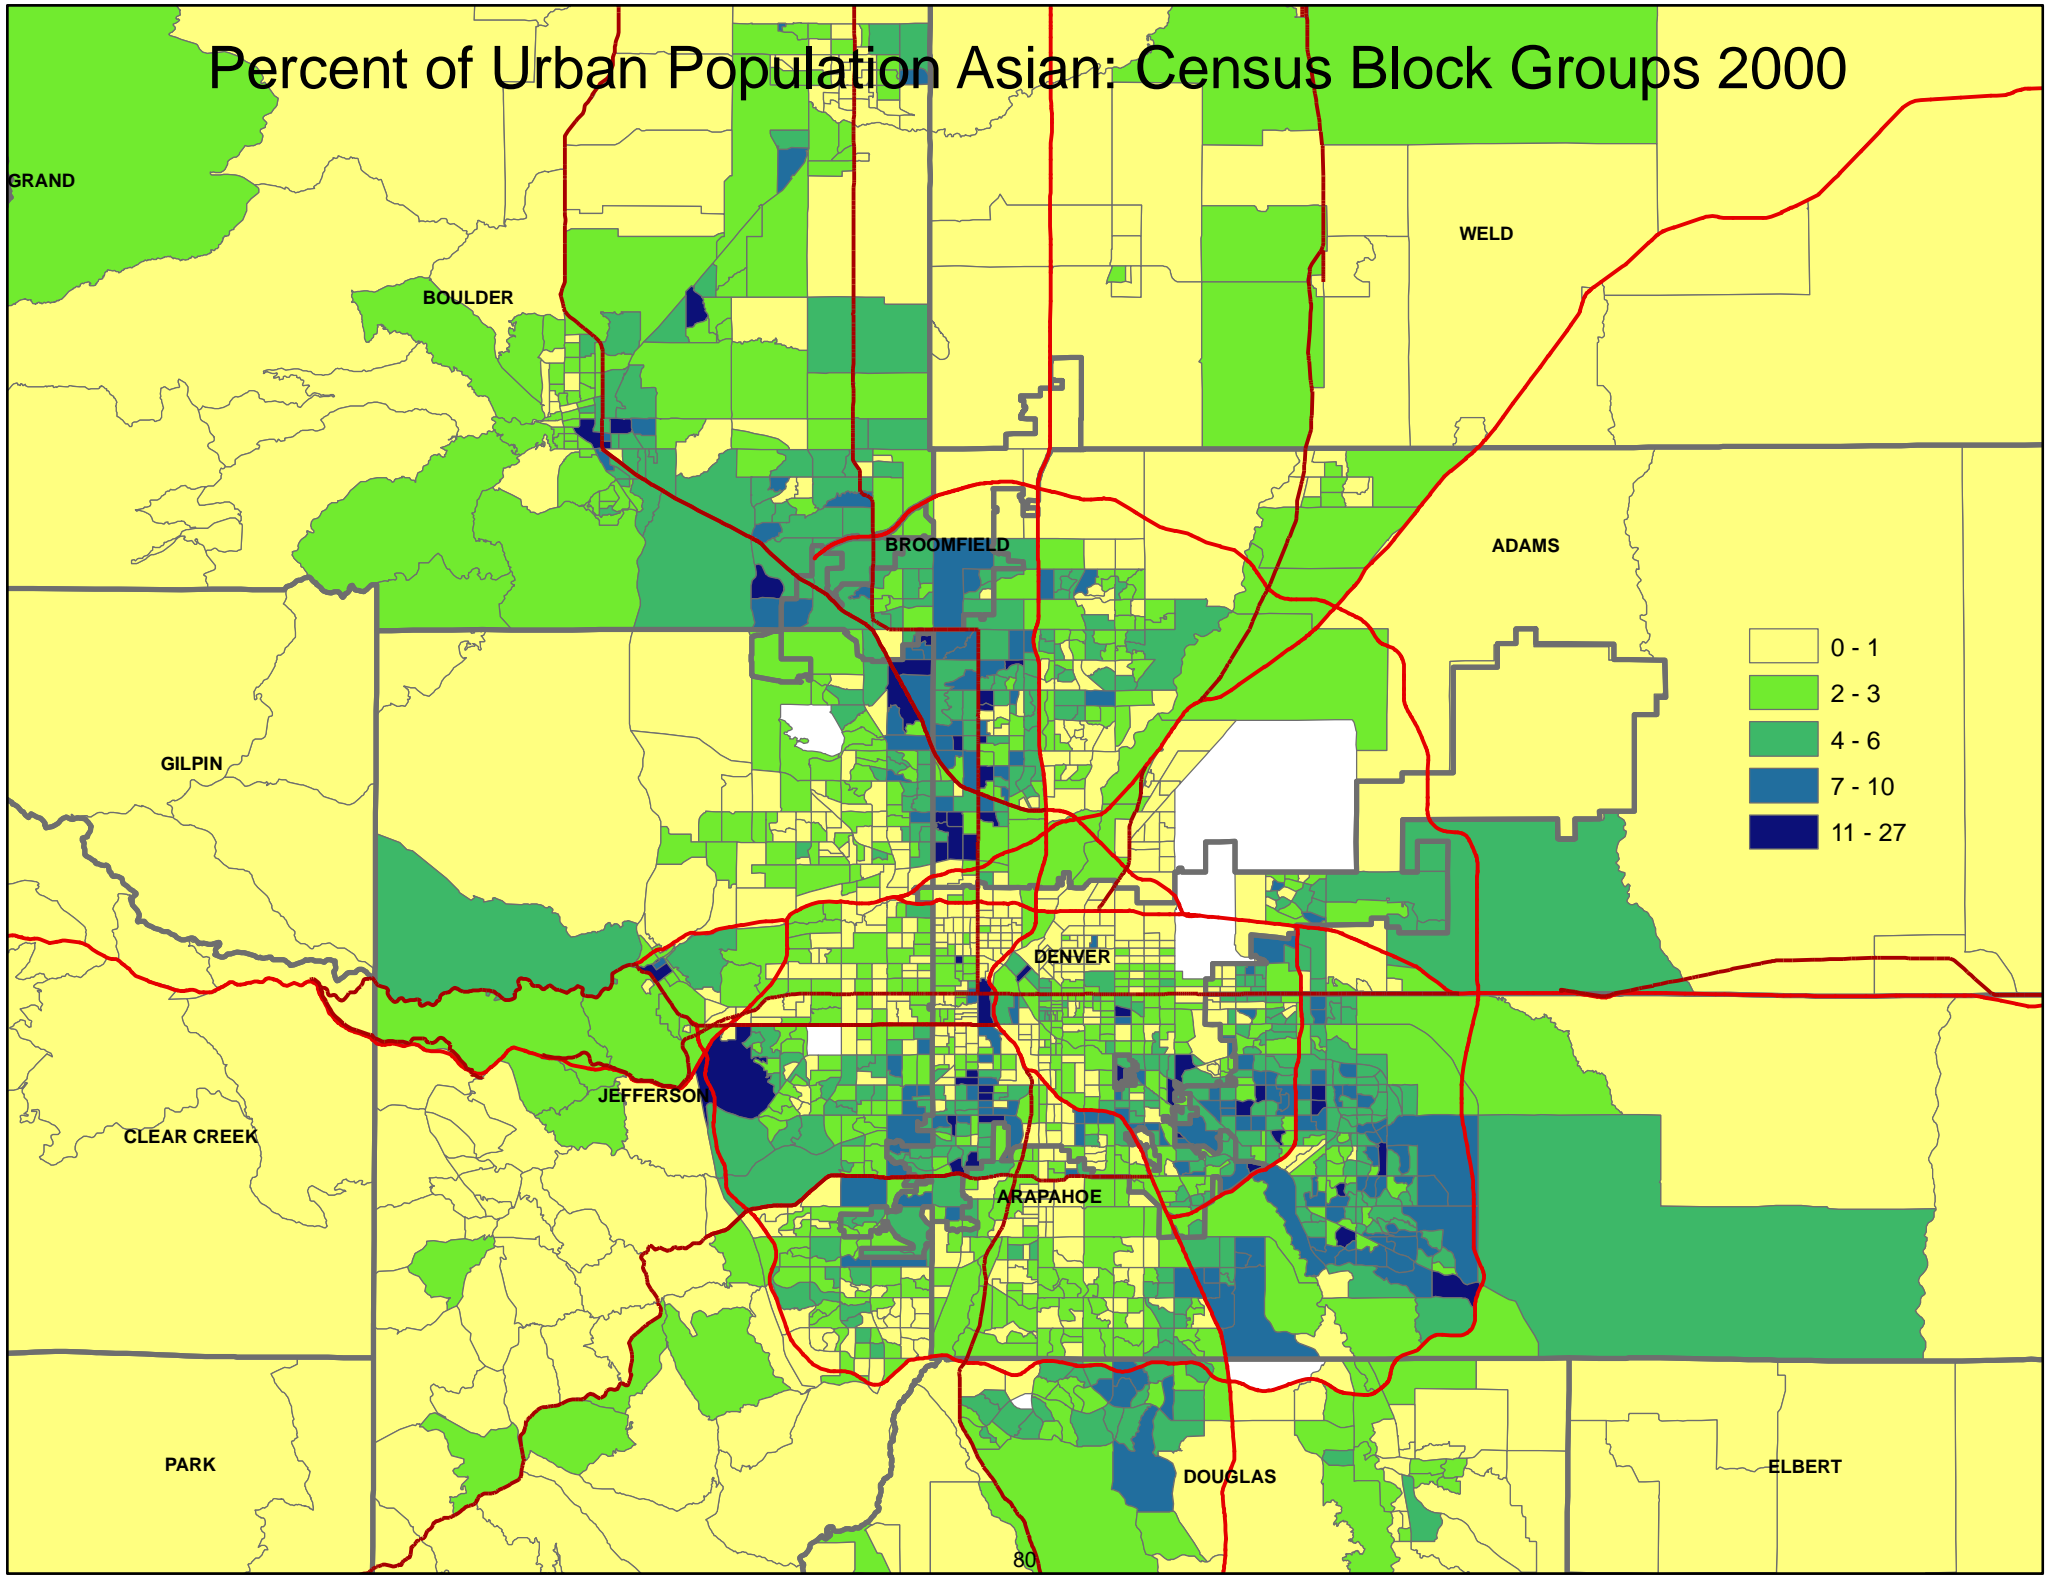 Percent of Urban Population Asian: Census Block Groups 2000
GRAND
WELD
BOULDER
BROOMFIELD
ADAMS
0 - 1
2 - 3
4 - 6
7 - 10
11 - 27
GILPIN
DENVER
JEFFERSON
CLEAR CREEK
ARAPAHOE
PARK
DOUGLAS
ELBERT
80